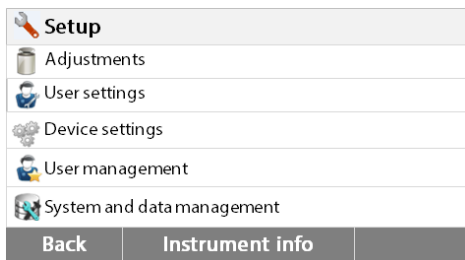 Setup
Adjustments
User settings
Device settings
User management
System and data management
Back Instrument info